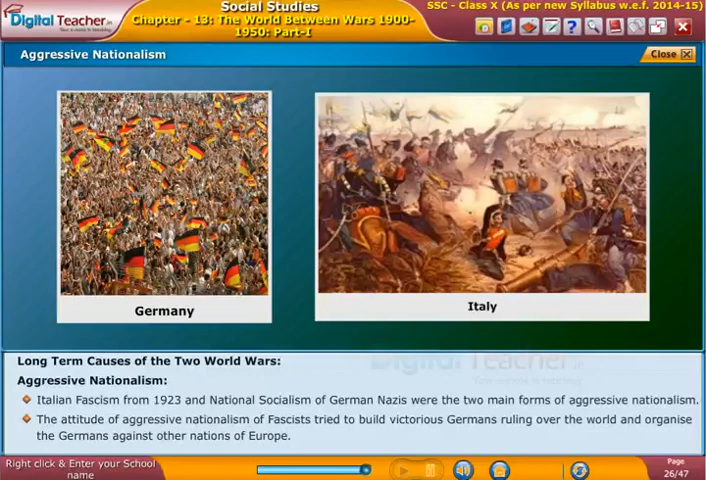 Social Studies
SSC - Class X (As per new Syllabus w.e.f. 2014-15)
Digital Teacher.in
Chapter - 13: The World Between Wars 1900-
1950: Part-I
Aggressive Nationalism
Close
Germany
Italy
Long Term Causes of the Two World Wars:
Digital Teacher.in
Aggressive Nationalism:
Italian Fascism from 1923 and National Socialism of German Nazis were the two main forms of aggressive nationalism.
The attitude of aggressive nationalism of Fascists tried to build victorious Germans ruling over the world and organise
the Germans against other nations of Europe.
Right click & Enter your School
name
Page
26/47